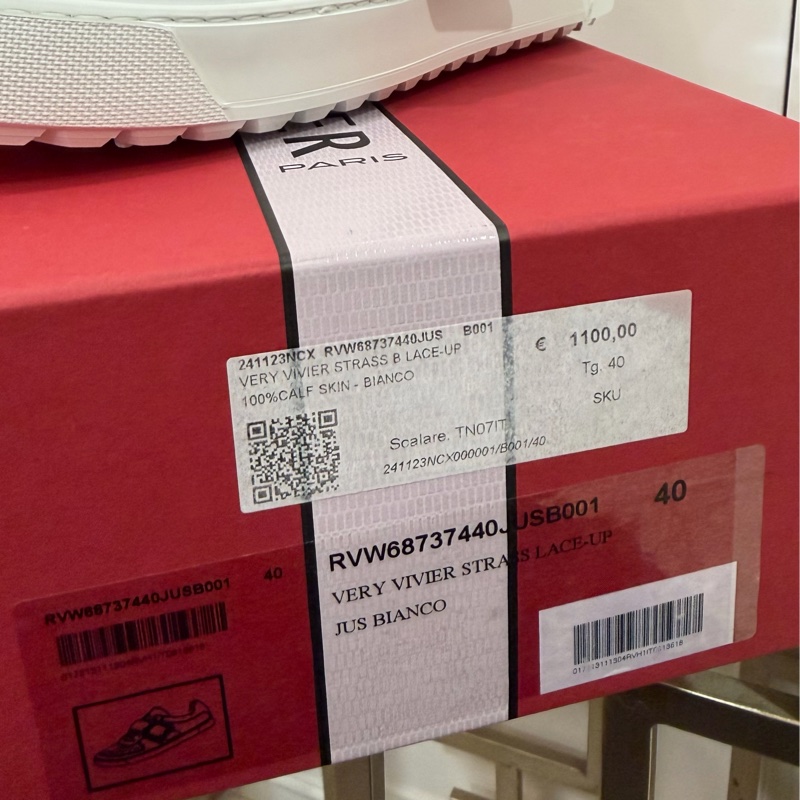 ER
PARIS
241123NCX RVW68737440JUS B001
VERY VIVIER STRASS B LACE-UP
100%CALF SKIN - BIANCO
€ 1100,00
Tg. 40
SKU
Scalare. TN07IT
241123NCX000001/B001/40
RVW68737440JUSB001 40
VERY VIVIER STRASS LACE-UP
JUS BIANCO
RVW68737440JUSB001 40